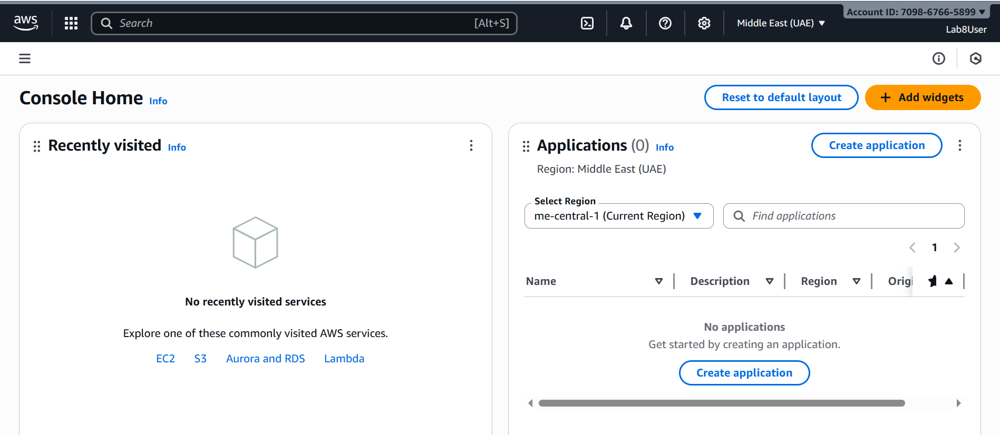 aws
Search [Alt+S]
Middle East (UAE)
Account ID: 7098-6766-5899
Lab8User
Console Home Info
Reset to default layout
Add widgets
Recently visited Info
No recently visited services
Explore one of these commonly visited AWS services.
EC2 S3 Aurora and RDS Lambda
Applications (0) Info
Create application
Region: Middle East (UAE)
Select Region
me-central-1 (Current Region)
Find applications
1
Name Description Region Origi
No applications
Get started by creating an application.
Create application